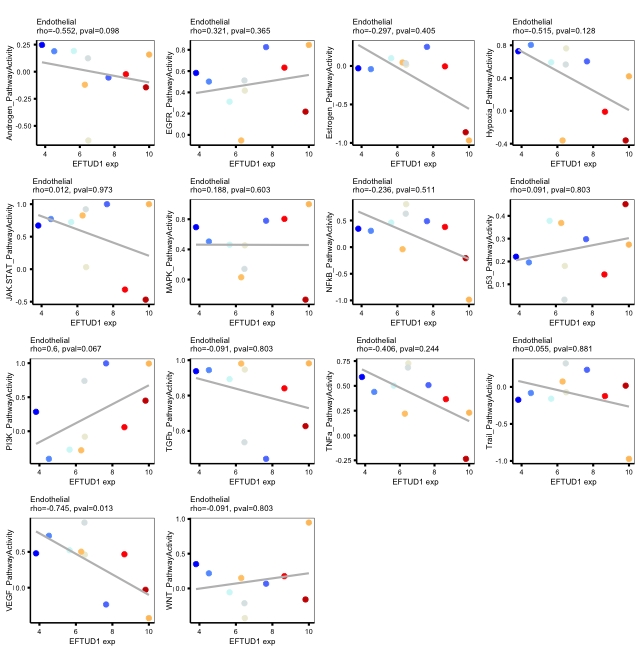 Endothelial
rho=-0.552, pval=0.098
Androgen_PathwayActivity
0.25
0.00
-0.25
-0.50
4 6 8 10
EFTUD1 exp
Endothelial
rho=0.321, pval=0.365
EGFR_PathwayActivity
0.8
0.6
0.4
0.2
0.0
4 6 8 10
EFTUD1 exp
Endothelial
rho=-0.297, pval=0.405
Estrogen_PathwayActivity
0.0
-0.5
-1.0
4 6 8 10
EFTUD1 exp
Endothelial
rho=-0.515, pval=0.128
Hypoxia_PathwayActivity
0.8
0.4
0.0
-0.4
4 6 8 10
EFTUD1 exp
Endothelial
rho=0.012, pval=0.973
JAK.STAT_PathwayActivity
1.0
0.5
0.0
-0.5
4 6 8 10
EFTUD1 exp
Endothelial
rho=0.188, pval=0.603
MAPK_PathwayActivity
0.8
0.4
0.0
4 6 8 10
EFTUD1 exp
Endothelial
rho=-0.236, pval=0.511
NFkB_PathwayActivity
0.5
0.0
-0.5
-1.0
4 6 8 10
EFTUD1 exp
Endothelial
rho=0.091, pval=0.803
p53_PathwayActivity
0.4
0.3
0.2
0.1
4 6 8 10
EFTUD1 exp
Endothelial
rho=0.6, pval=0.067
PI3K_PathwayActivity
1.0
0.5
0.0
4 6 8 10
EFTUD1 exp
Endothelial
rho=-0.091, pval=0.803
TGFb_PathwayActivity
1.0
0.8
0.6
4 6 8 10
EFTUD1 exp
Endothelial
rho=-0.406, pval=0.244
TNFa_PathwayActivity
0.75
0.50
0.25
0.00
-0.25
4 6 8 10
EFTUD1 exp
Endothelial
rho=0.055, pval=0.881
Trail_PathwayActivity
0.0
-0.5
-1.0
4 6 8 10
EFTUD1 exp
Endothelial
rho=-0.745, pval=0.013
VEGF_PathwayActivity
0.5
0.0
4 6 8 10
EFTUD1 exp
Endothelial
rho=-0.091, pval=0.803
WNT_PathwayActivity
1.0
0.5
0.0
4 6 8 10
EFTUD1 exp